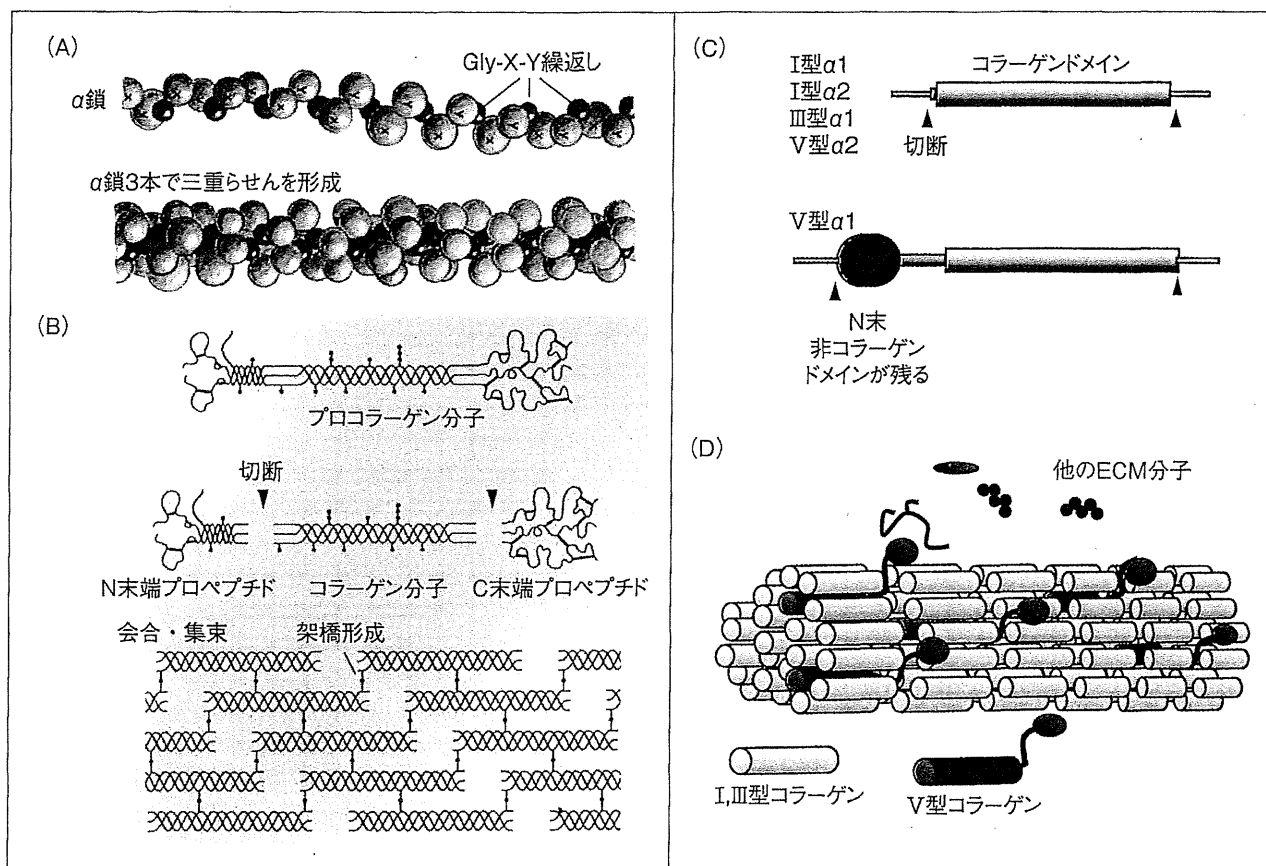 (A)
Gly-X-Y繰返し
α鎖
α鎖3本で三重らせんを形成
(B)
プロコラーゲン分子
切断
N末端プロペプチド
コラーゲン分子
C末端プロペプチド
会合・集束
架橋形成
(C)
I型α1
I型α2
III型α1
V型α2
コラーゲンドメイン
切断
V型α1
N末
非コラーゲン
ドメインが残る
(D)
他のECM分子
I,III型コラーゲン
V型コラーゲン